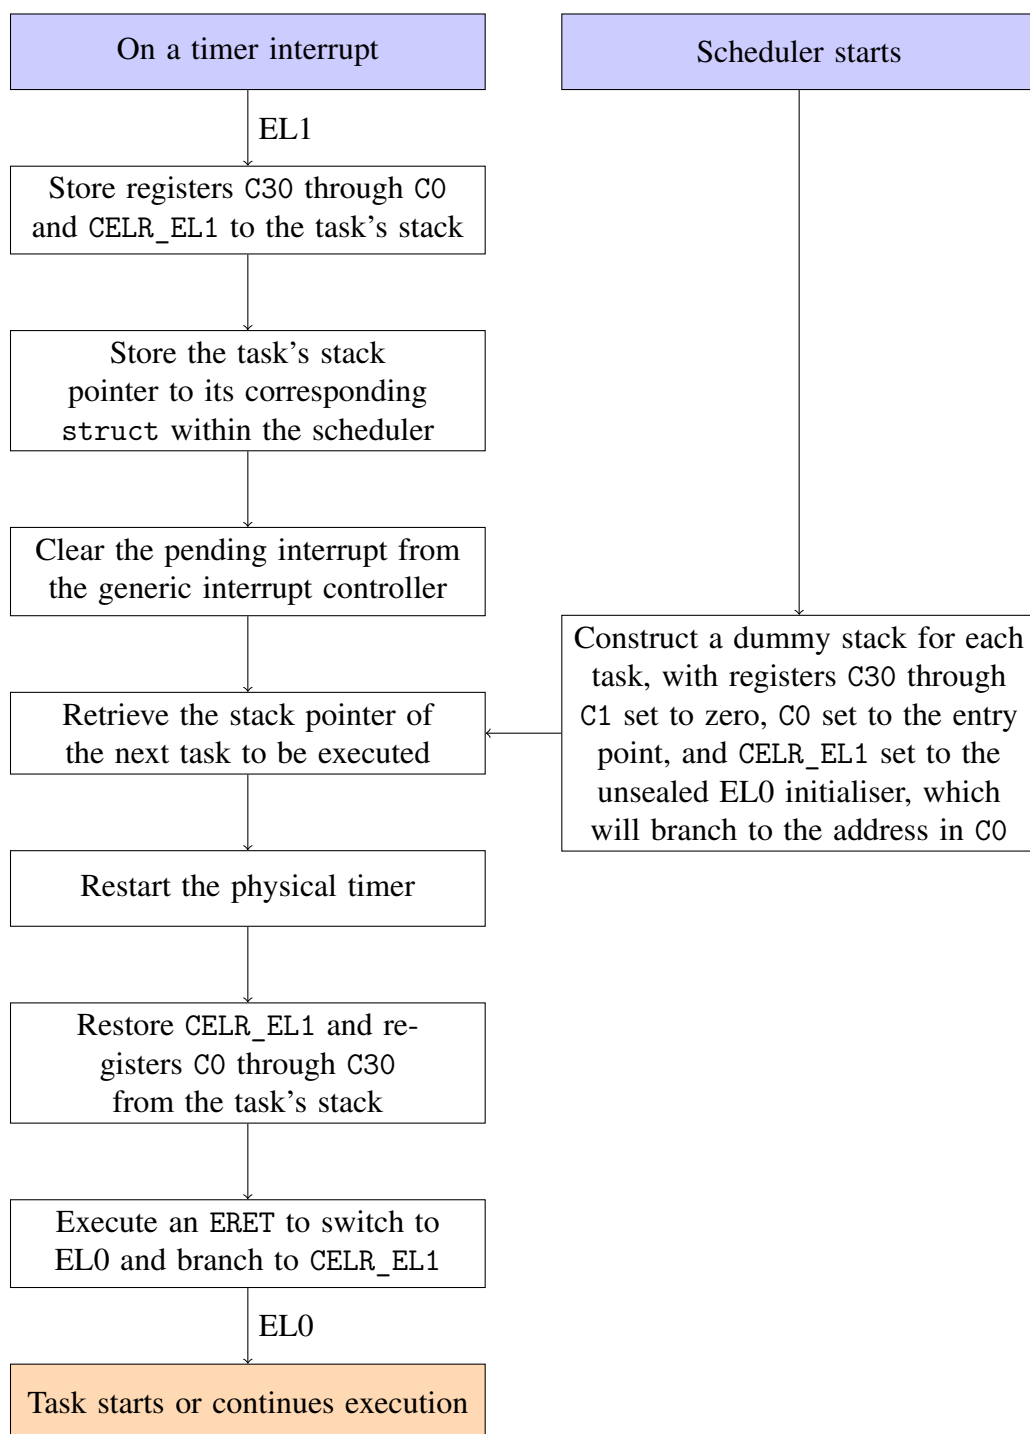 On a timer interrupt
Scheduler starts
EL1
Store registers C30 through C0
and CELR_EL1 to the task's stack
Store the task's stack
pointer to its corresponding
struct within the scheduler
Clear the pending interrupt from
the generic interrupt controller
Construct a dummy stack for each
task, with registers C30 through
C1 set to zero, C0 set to the entry
point, and CELR_EL1 set to the
unsealed EL0 initialiser, which
will branch to the address in C0
Retrieve the stack pointer of
the next task to be executed
Restart the physical timer
Restore CELR_EL1 and re-
gisters C0 through C30
from the task's stack
Execute an ERET to switch to
EL0 and branch to CELR_EL1
EL0
Task starts or continues execution